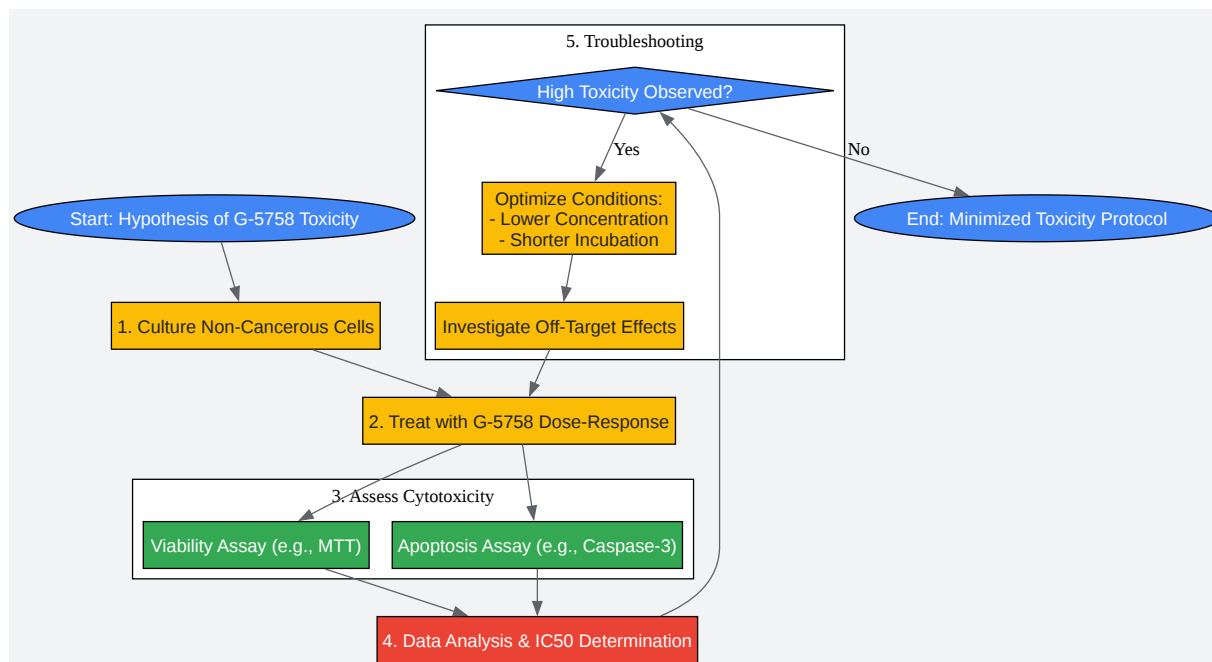 5. Troubleshooting
High Toxicity Observed?
Yes
No
Optimize Conditions:
- Lower Concentration
- Shorter Incubation
Start: Hypothesis of G-5758 Toxicity
End: Minimized Toxicity Protocol
1. Culture Non-Cancerous Cells
Investigate Off-Target Effects
2. Treat with G-5758 Dose-Response
3. Assess Cytotoxicity
Viability Assay (e.g., MTT)
Apoptosis Assay (e.g., Caspase-3)
4. Data Analysis & IC50 Determination